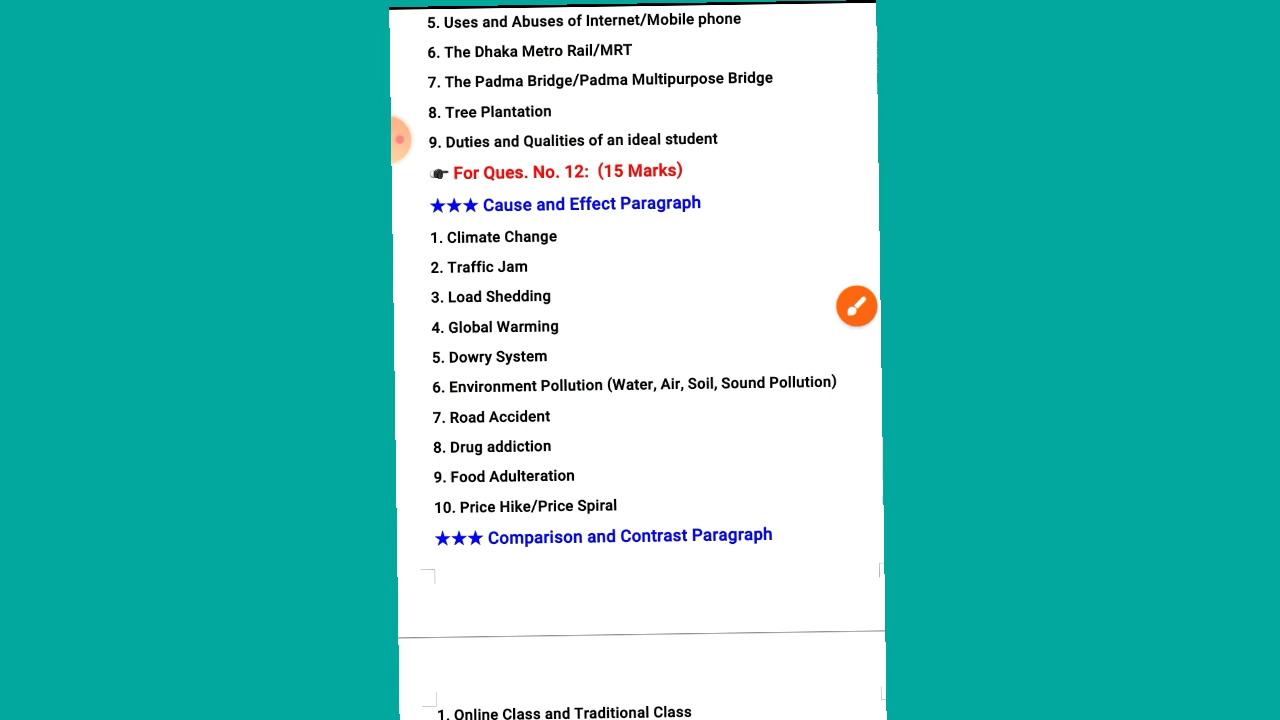 5. Uses and Abuses of Internet/Mobile phone
6. The Dhaka Metro Rail/MRT
7. The Padma Bridge/Padma Multipurpose Bridge
8. Tree Plantation
9. Duties and Qualities of an ideal student
☛ For Ques. No. 12: (15 Marks)
★★★ Cause and Effect Paragraph
1. Climate Change
2. Traffic Jam
3. Load Shedding
4. Global Warming
5. Dowry System
6. Environment Pollution (Water, Air, Soil, Sound Pollution)
7. Road Accident
8. Drug addiction
9. Food Adulteration
10. Price Hike/Price Spiral
★★★ Comparison and Contrast Paragraph
1. Online Class and Traditional Class